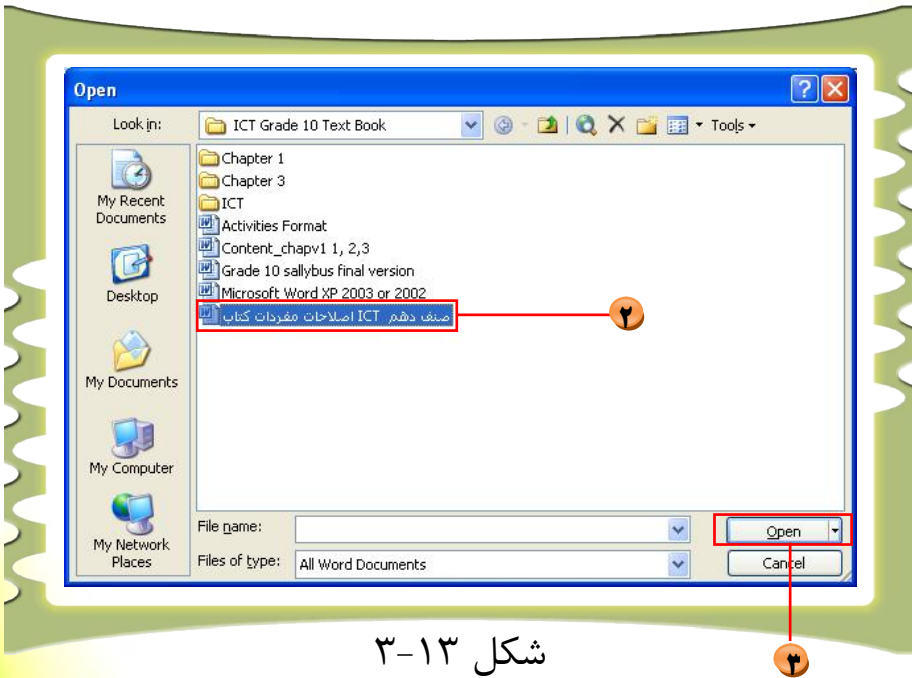 Open
Look in:
ICT Grade 10 Text Book
Tools
My Recent
Documents
Desktop
My Documents
My Computer
My Network
Places
Chapter 1
Chapter 3
ICT
Activities Format
Content_chapv1 1, 2,3
Grade 10 sallybus final version
Microsoft Word XP 2003 or 2002
صنف دهم ICT اصلاحات مفردات کتاب
۲
File name:
Open
Files of type:
All Word Documents
Cancel
۳
شکل ۱۳-۳